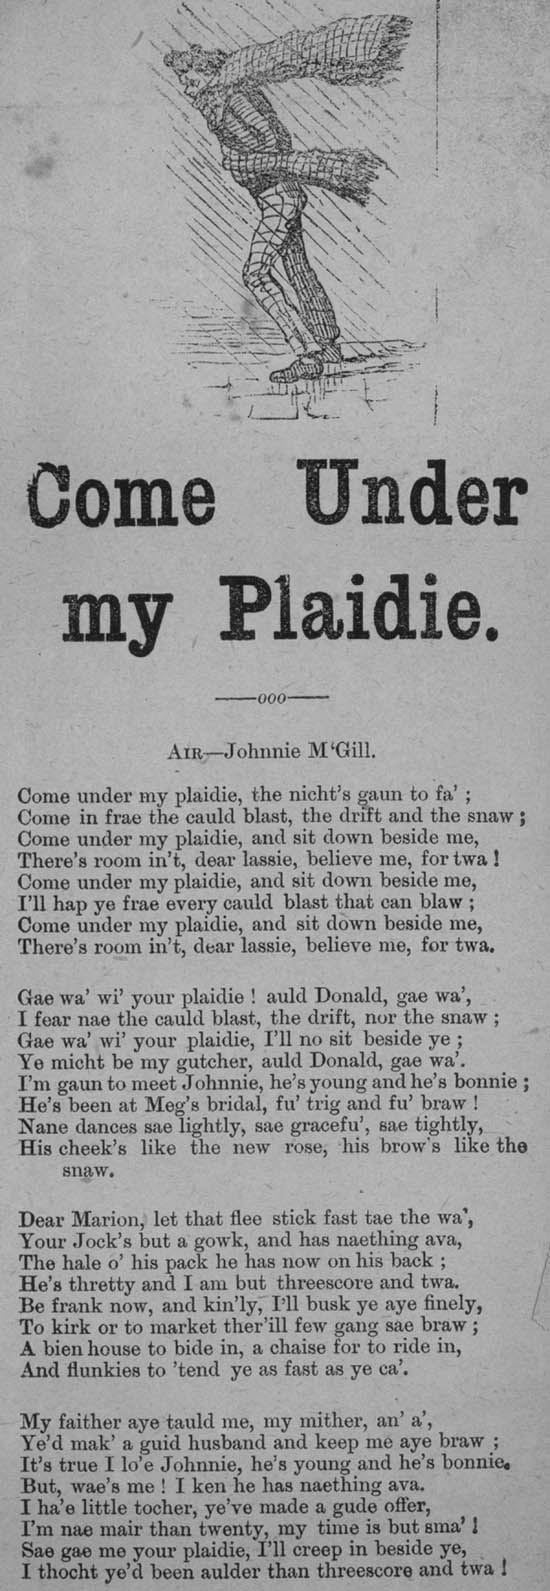 Come Under
my Plaidie.
ooo
AIR—Johnnie M'Gill.
Come under my plaidie, the nicht's gaun to fa' ;
Come in frae the cauld blast, the drift and the snaw ;
Come under my plaidie, and sit down beside me,
There's room in't, dear lassie, believe me, for twa !
Come under my plaidie, and sit down beside me,
I'll hap ye frae every cauld blast that can blaw ;
Come under my plaidie, and sit down beside me,
There's room in't, dear lassie, believe me, for twa.
Gae wa' wi' your plaidie ! auld Donald, gae wa',
I fear nae the cauld blast, the drift, nor the snaw ;
Gae wa' wi' your plaidie, I'll no sit beside ye ;
Ye micht be my gutcher, auld Donald, gae wa'.
I'm gaun to meet Johnnie, he's young and he's bonnie ;
He's been at Meg's bridal, fu' trig and fu' braw !
Nane dances sae lightly, sae gracefu', sae tightly,
His cheek's like the new rose, his brow's like the
snaw.
Dear Marion, let that flee stick fast tae the wa',
Your Jock's but a gowk, and has naething ava,
The hale o' his pack he has now on his back ;
He's thretty and I am but threescore and twa.
Be frank now, and kin'ly, I'll busk ye aye finely,
To kirk or to market ther'ill few gang sae braw ;
A bien house to bide in, a chaise for to ride in,
And flunkies to 'tend ye as fast as ye ca'.
My faither aye tauld me, my mither, an' a',
Ye'd mak' a guid husband and keep me aye braw ;
It's true I lo'e Johnnie, he's young and he's bonnie.
But, wae's me ! I ken he has naething ava.
I ha'e little tocher, ye've made a gude offer,
I'm nae mair than twenty, my time is but sma' !
Sae gae me your plaidie, I'll creep in beside ye,
I thocht ye'd been aulder than threescore and twa !